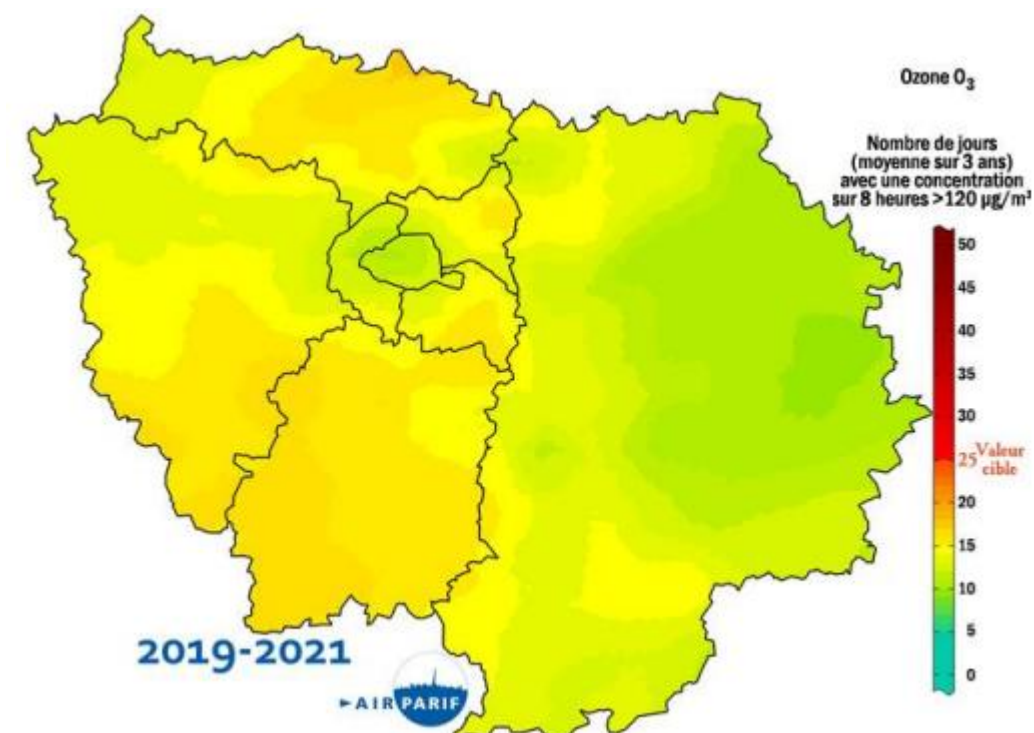 Ozone O₃
Nombre de jours
(moyenne sur 3 ans)
avec une concentration
sur 8 heures >120 µg/m³
50
45
40
35
30
25 Valeur
cible
20
15
10
5
0
2019-2021
AIRPARIF